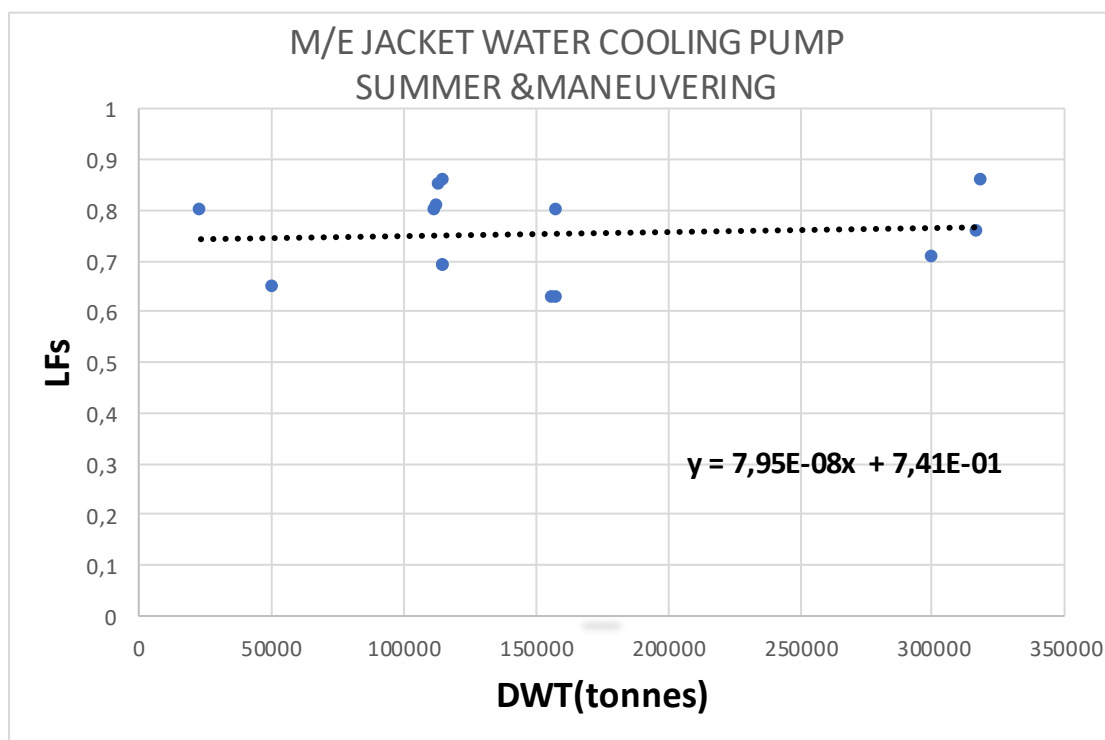 M/E JACKET WATER COOLING PUMP
SUMMER &MANEUVERING
1
0,9
0,8
0,7
0,6
0,5
0,4
0,3
0,2
0,1
0
LFs
y = 7,95E-08x + 7,41E-01
0 50000 100000 150000 200000 250000 300000 350000
DWT(tonnes)